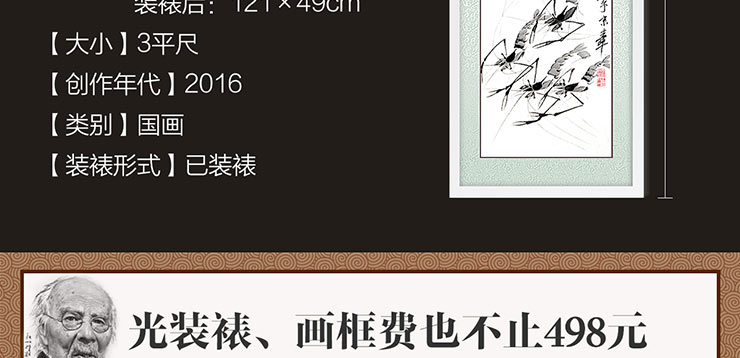 装裱后：121×49cm
【大小】3平尺
【创作年代】2016
【类别】国画
【装裱形式】已装裱
光装裱、画框费也不止498元